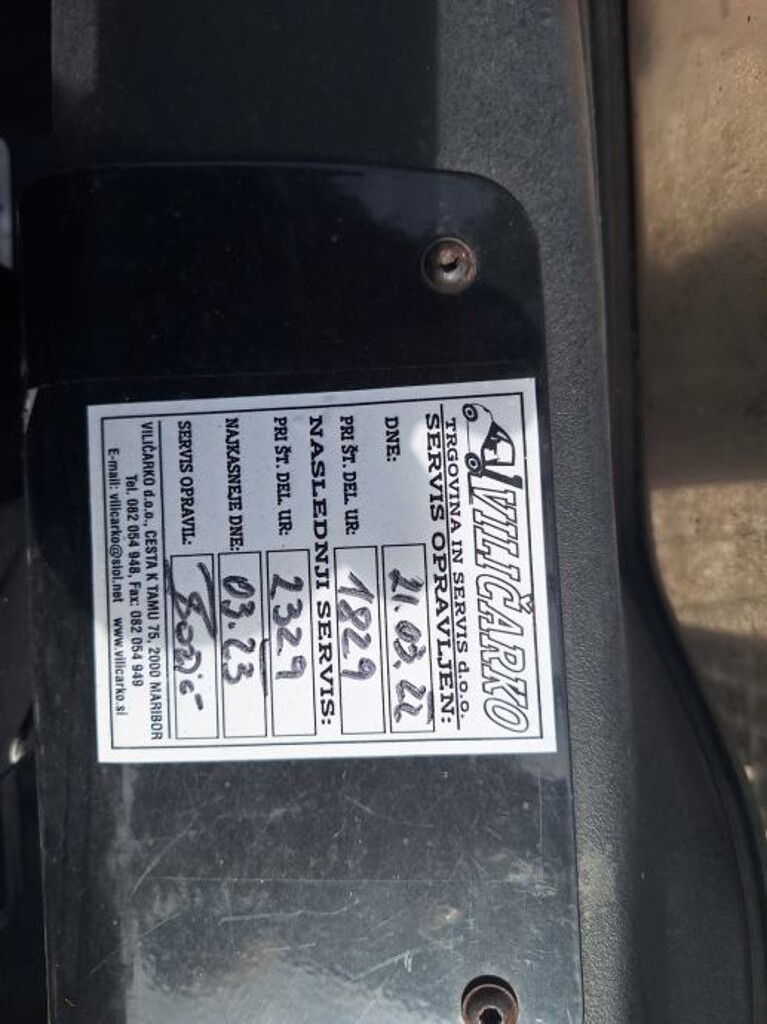 VILIČARKO
TRGOVINA IN SERVIS d.o.o.
SERVIS OPRAVLJEN:
DNE: 21.03.22
PRI ŠT. DEL. UR: 1829
NASLEDNJI SERVIS:
PRI ŠT. DEL. UR: 2329
NAJKASNEJE DNE: 03.23
SERVIS OPRAVIL:
VILIČARKO d.o.o., CESTA K TAMU 75, 2000 MARIBOR
Tel. 082 054 948, Fax: 082 054 949
E-mail: vilicarko@siol.net www.vilicarko.si